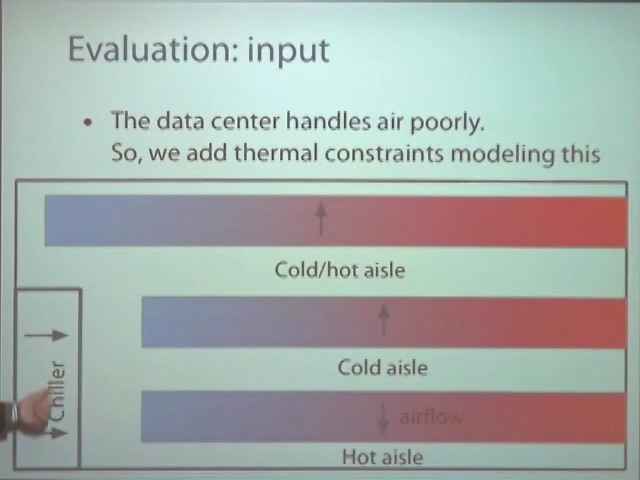 Evaluation: input
• The data center handles air poorly.
So, we add thermal constraints modeling this
Cold/hot aisle
Cold aisle
Chiller
airflow
Hot aisle